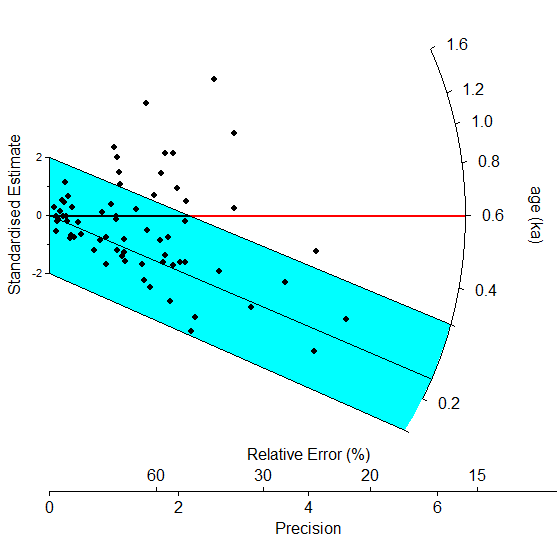 1.6
1.2
1.0
0.8
0.6
0.4
0.2
age (ka)
Standardised Estimate
2
0
-2
Relative Error (%)
60 30 20 15
0 2 4 6
Precision